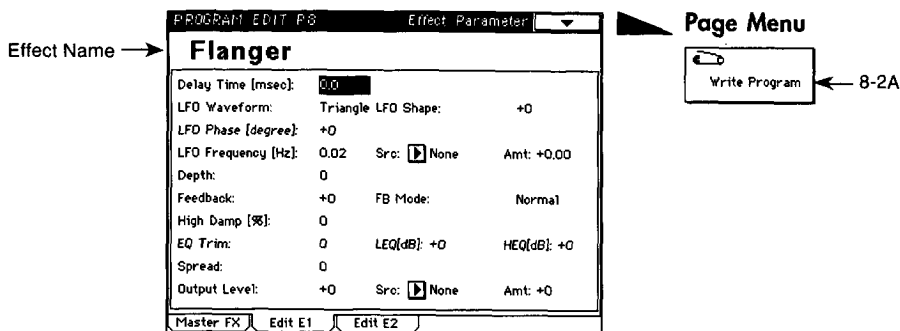 PROGRAM EDIT P8 Effect Parameter
Page Menu
Effect Name
Flanger
Write Program
8-2A
Delay Time [msec]: 0.0
LFO Waveform: Triangle LFO Shape: +0
LFO Phase [degree]: +0
LFO Frequency [Hz]: 0.02 Src: None Amt: +0.00
Depth: 0
Feedback: +0 FB Mode: Normal
High Damp [%]: 0
EQ Trim: 0 LEQ[dB]: +0 HEQ[dB]: +0
Spread: 0
Output Level: +0 Src: None Amt: +0
Master FX Edit E1 Edit E2